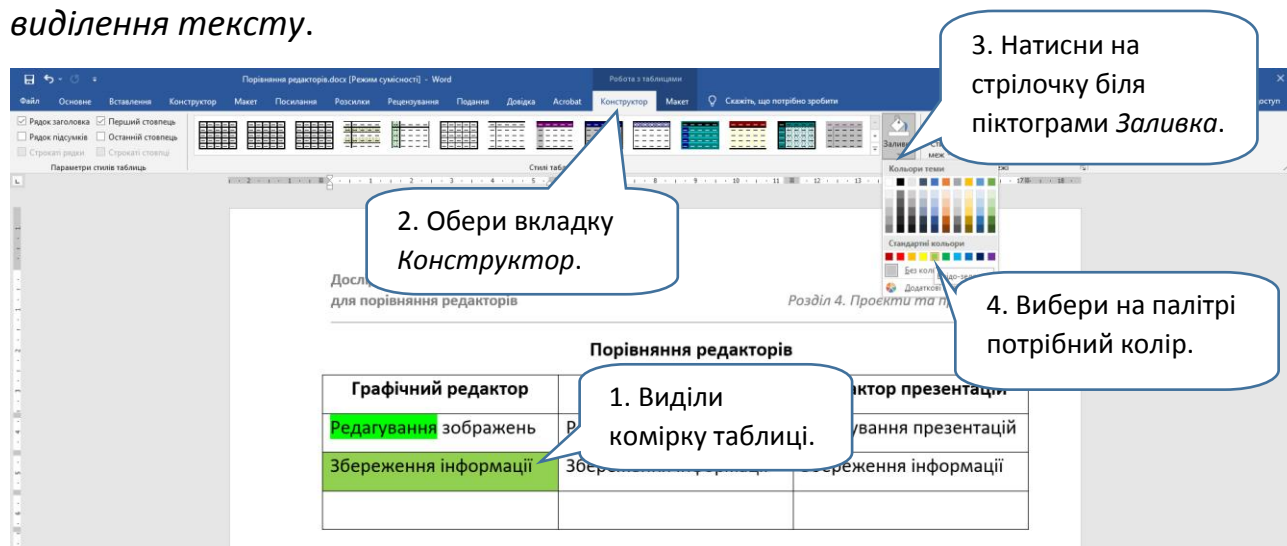 виділення тексту.
3. Натисни на
стрілочку біля
піктограми Заливка.
Порівняння редакторів.docx [Режим сумісності] - Word
Робота з таблицями
Файл Основне Вставлення Конструктор Макет Посилання Розсилки Рецензування Подання Довідка Acrobat Конструктор Макет Скажіть, що потрібно зробити
Рядок заголовка Перший стовпець
Рядок підсумків Останній стовпець
Строкаті рядки Строкаті стовпці
Параметри стилів таблиць
Кольори теми
Стандартні кольори
2. Обери вкладку
Конструктор.
для порівняння редакторів
Розділ 4.
4. Вибери на палітрі
потрібний колір.
Порівняння редакторів
Графічний редактор
1. Виділи
комірку таблиці.
Редагування зображень
презентацій
Збереження інформації
інформації